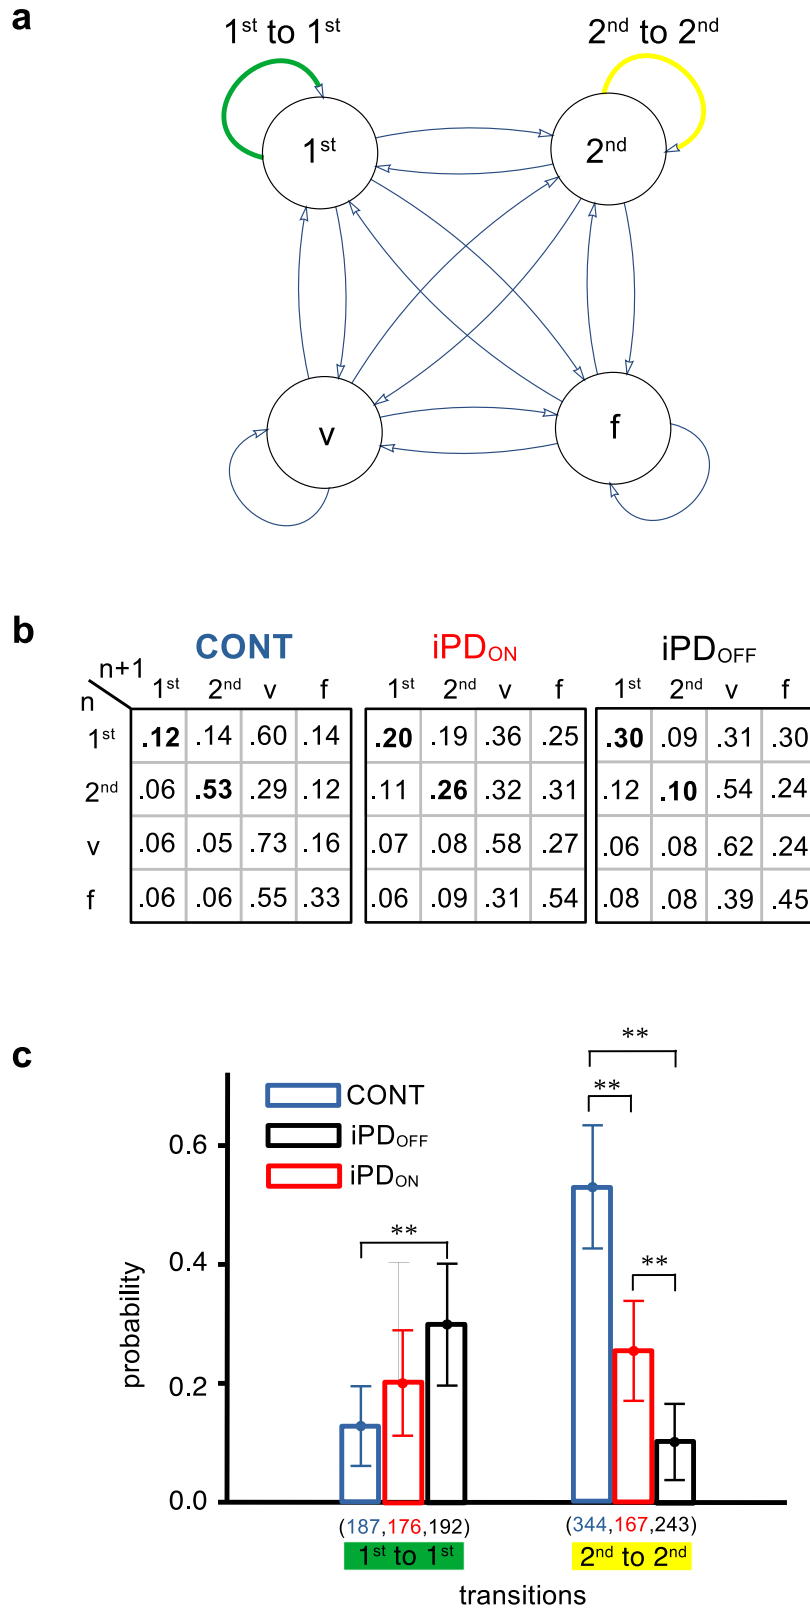 a
1st to 1st
2nd to 2nd
1st
2nd
v
f
b
CONT
iPDON
iPDOFF
n+1
n
1st 2nd v f
1st 2nd v f
1st 2nd v f
1st .12 .14 .60 .14 .20 .19 .36 .25 .30 .09 .31 .30
2nd .06 .53 .29 .12 .11 .26 .32 .31 .12 .10 .54 .24
v .06 .05 .73 .16 .07 .08 .58 .27 .06 .08 .62 .24
f .06 .06 .55 .33 .06 .09 .31 .54 .08 .08 .39 .45
c
CONT
iPDOFF
iPDON
**
**
**
**
0.6
0.4
0.2
0.0
probability
(187,176,192)
(344,167,243)
1st to 1st
2nd to 2nd
transitions